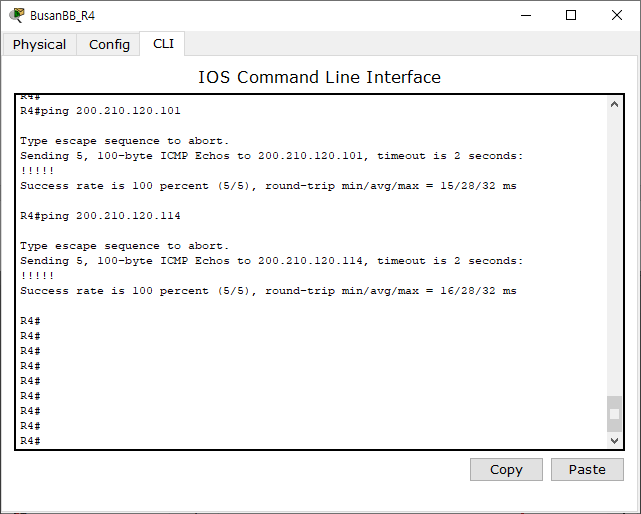 BusanBB_R4
Physical Config CLI
IOS Command Line Interface
R4#
R4#ping 200.210.120.101
Type escape sequence to abort.
Sending 5, 100-byte ICMP Echos to 200.210.120.101, timeout is 2 seconds:
!!!!!
Success rate is 100 percent (5/5), round-trip min/avg/max = 15/28/32 ms
R4#ping 200.210.120.114
Type escape sequence to abort.
Sending 5, 100-byte ICMP Echos to 200.210.120.114, timeout is 2 seconds:
!!!!!
Success rate is 100 percent (5/5), round-trip min/avg/max = 16/28/32 ms
R4#
R4#
R4#
R4#
R4#
R4#
R4#
R4#
R4#
Copy Paste